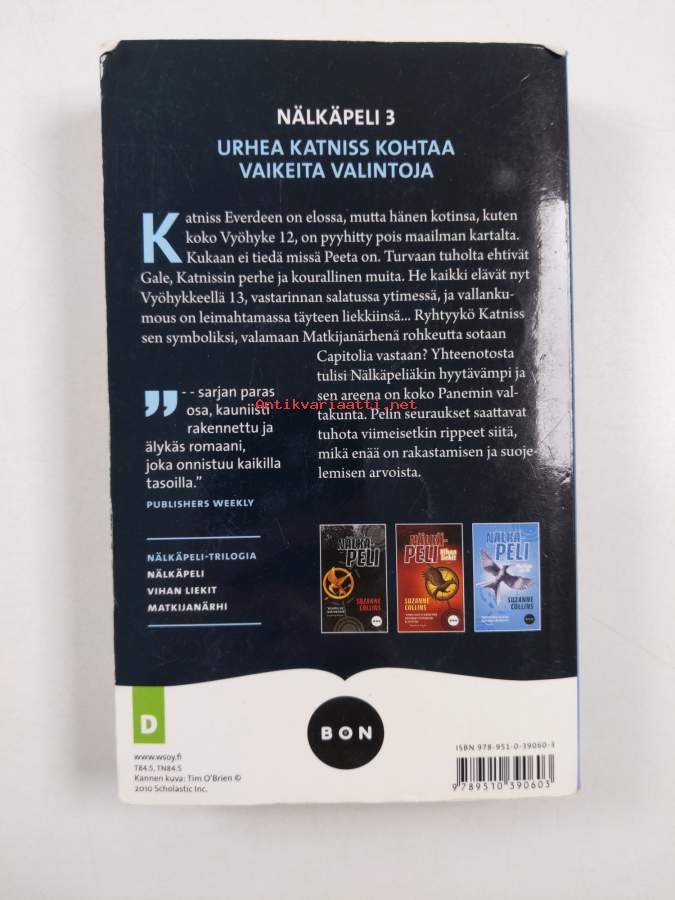 NÄLKÄPELI 3
URHEA KATNISS KOHTAA
VAIKEITA VALINTOJA
Katniss Everdeen on elossa, mutta hänen kotinsa, kuten
koko Vyöhyke 12, on pyyhitty pois maailman kartalta.
Kukaan ei tiedä missä Peeta on. Turvaan tuholta ehtivät
Gale, Katnissin perhe ja kourallinen muita. He kaikki elävät nyt
Vyöhykkeellä 13, vastarinnan salatussa ytimessä, ja vallanku-
mous on leimahtamassa täyteen liekkiinsä... Ryhtyykö Katniss
sen symboliksi, valamaan Matkijanärhenä rohkeutta sotaan
Capitolia vastaan? Yhteenotosta
tulisi Nälkäpeliäkin hyytävämpi ja
sen areena on koko Panemin val-
takunta. Pelin seuraukset saattavat
tuhota viimeisetkin rippeet siitä,
mikä enää on rakastamisen ja suoje-
lemisen arvoista.
”
- - sarjan paras
osa, kauniisti
rakennettu ja
älykäs romaani,
joka onnistuu kaikilla
tasoilla.”
PUBLISHERS WEEKLY
Antikvariaatti.net
NÄLKÄPELI-TRILOGIA
NÄLKÄPELI
VIHAN LIEKIT
MATKIJANÄRHI
NÄLKÄ-
PELI
SUZANNE
COLLINS
NÄLKÄ-
PELI
Vihan
liekit
SUZANNE
COLLINS
NÄLKÄ-
PELI
SUZANNE
COLLINS
D
BON
www.wsoy.fi
T84.5, TN84.5
Kannen kuva: Tim O'Brien ©
2010 Scholastic Inc.
ISBN 978-951-0-39060-3
9789510390603